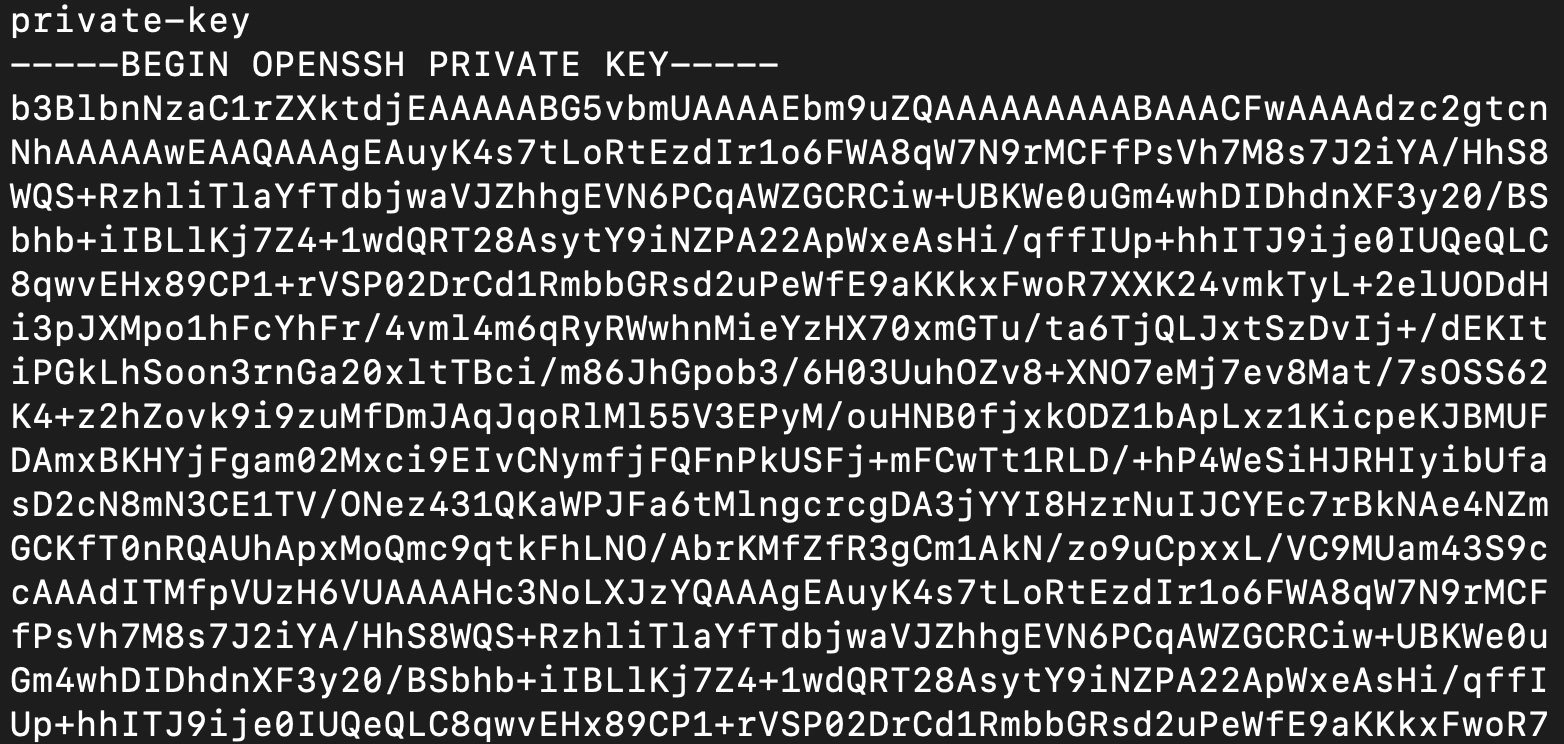 private-key
-----BEGIN OPENSSH PRIVATE KEY-----
b3BlbnNzaC1rZXktdjEAAAAABG5vbmUAAAAEbm9uZQAAAAAAAAABAAACFwAAAAdzc2gtcn
NhAAAAAwEAAQAAAgEAuyK4s7tLoRtEzdIr1o6FWA8qW7N9rMCFfPsVh7M8s7J2iYA/HhS8
WQS+RzhliTlaYfTdbjwaVJZhhgEVN6PCqAWZGCRCiw+UBKWe0uGm4whDIDhdnXF3y20/BS
bhb+iIBLlKj7Z4+1wdQRT28AsytY9iNZPA22ApWxeAsHi/qffIUp+hhITJ9ije0IUQeQLC
8qwvEHx89CP1+rVSP02DrCd1RmbbGRsd2uPeWfE9aKKkxFwoR7XXK24vmkTyL+2elUODdH
i3pJXMpo1hFcYhFr/4vml4m6qRyRWwhnMieYzHX70xmGTu/ta6TjQLJxtSzDvIj+/dEKIt
iPGkLhSoon3rnGa20xltTBci/m86JhGpob3/6H03UuhOZv8+XNO7eMj7ev8Mat/7sOSS62
K4+z2hZovk9i9zuMfDmJAqJqoRlMl55V3EPyM/ouHNB0fjxkODZ1bApLxz1KicpeKJBMUF
DAmxBKHYjFgam02Mxci9EIvCNymfjFQFnPkUSFj+mFCwTt1RLD/+hP4WeSiHJRHIyibUfa
sD2cN8mN3CE1TV/ONez431QKaWPJFa6tMlngcrcgDA3jYYI8HzrNuIJCYEc7rBkNAe4NZm
GCKfT0nRQAUhApxMoQmc9qtkFhLNO/AbrKMfZfR3gCm1AkN/zo9uCpxxL/VC9MUam43S9c
cAAAdITMfpVUzH6VUAAAAHc3NoLXJzYQAAAgEAuyK4s7tLoRtEzdIr1o6FWA8qW7N9rMCF
fPsVh7M8s7J2iYA/HhS8WQS+RzhliTlaYfTdbjwaVJZhhgEVN6PCqAWZGCRCiw+UBKWe0u
Gm4whDIDhdnXF3y20/BSbhb+iIBLlKj7Z4+1wdQRT28AsytY9iNZPA22ApWxeAsHi/qffI
Up+hhITJ9ije0IUQeQLC8qwvEHx89CP1+rVSP02DrCd1RmbbGRsd2uPeWfE9aKKkxFwoR7